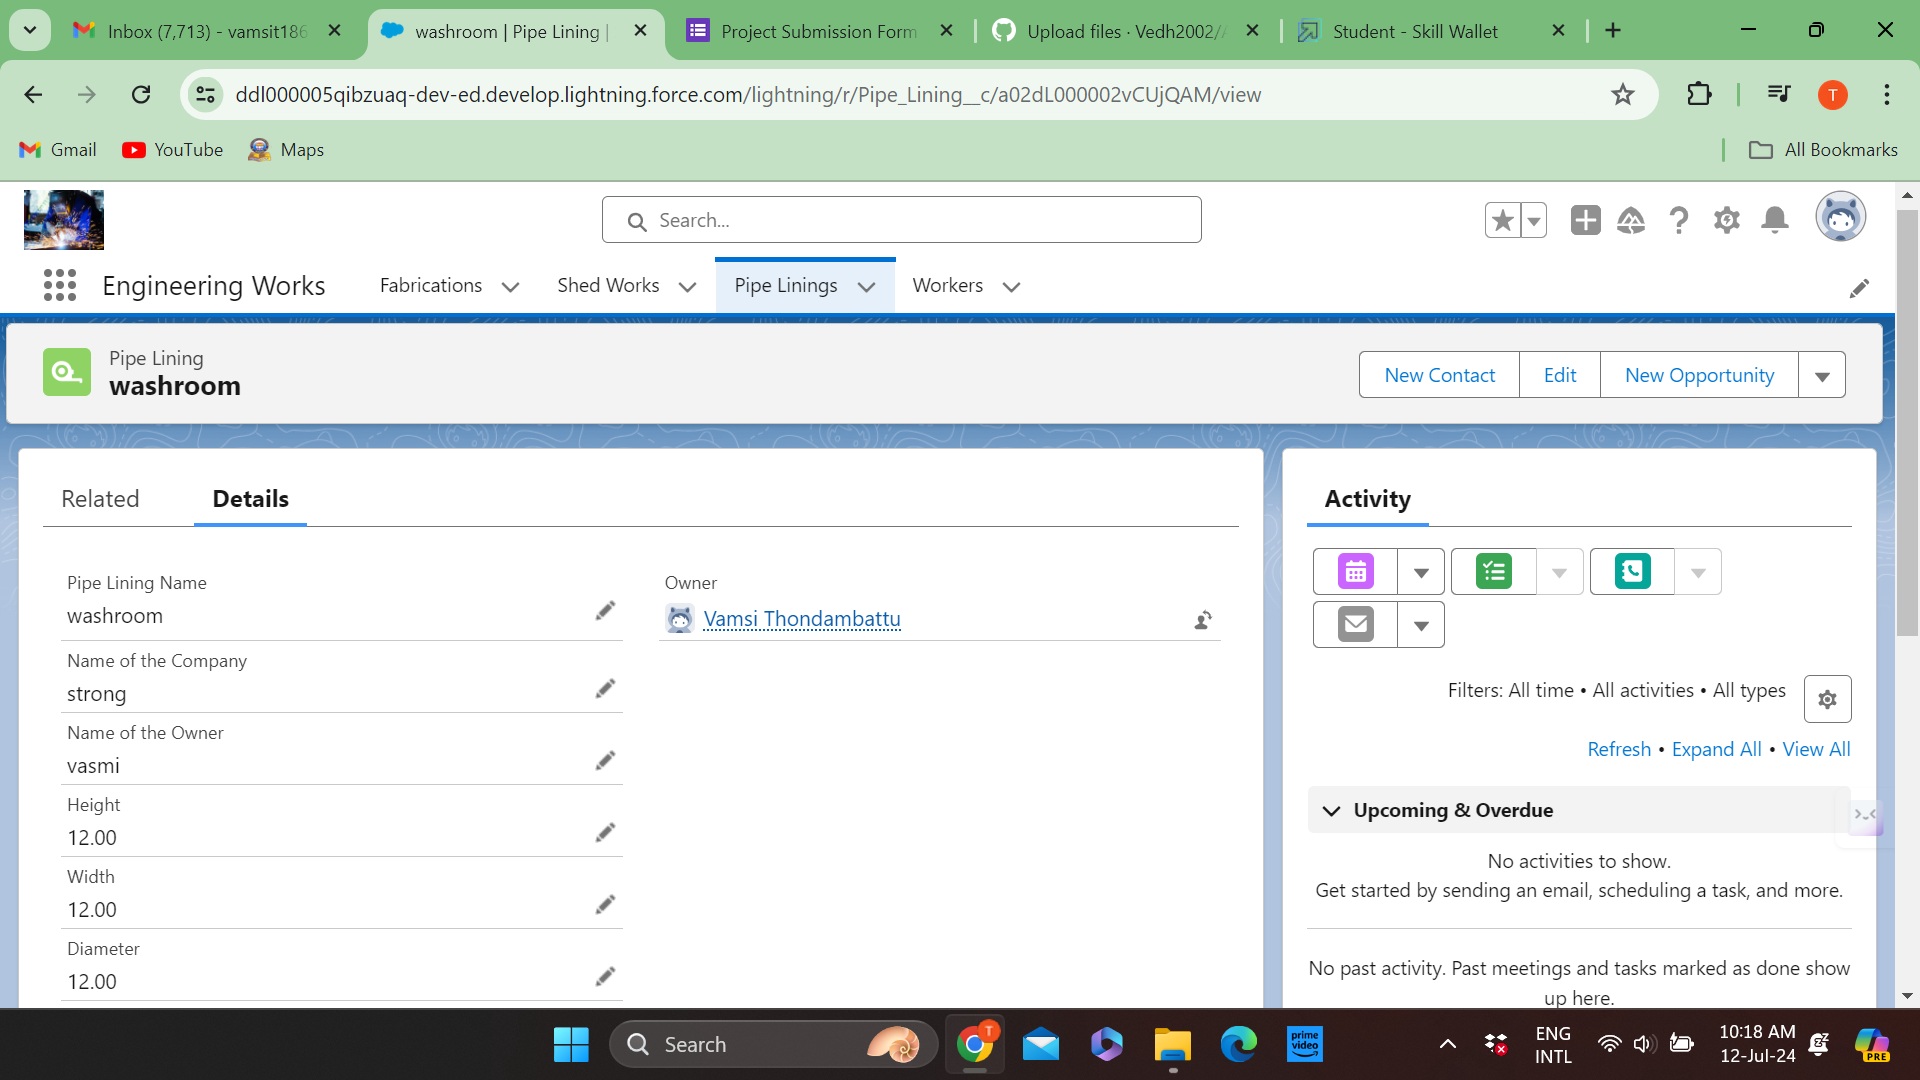 Inbox (7,713) - vamsit186
washroom | Pipe Lining |
Project Submission Form
Upload files · Vedh2002/
Student - Skill Wallet
ddl000005qibzuaq-dev-ed.develop.lightning.force.com/lightning/r/Pipe_Lining__c/a02dL000002vCUjQAM/view
T
Gmail
YouTube
Maps
All Bookmarks
Search...
Engineering Works
Fabrications
Shed Works
Pipe Linings
Workers
Pipe Lining
washroom
New Contact
Edit
New Opportunity
Related
Details
Activity
Pipe Lining Name
washroom
Owner
Vamsi Thondambattu
Name of the Company
strong
Name of the Owner
vasmi
Height
12.00
Width
12.00
Diameter
12.00
Filters: All time • All activities • All types
Refresh • Expand All • View All
Upcoming & Overdue
No activities to show.
Get started by sending an email, scheduling a task, and more.
No past activity. Past meetings and tasks marked as done show
up here.
Search
T
prime video
ENG
INTL
10:18 AM
12-Jul-24
PRE